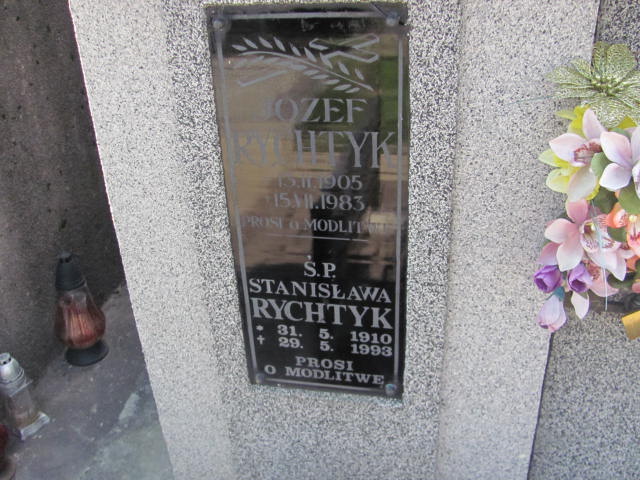 JÓZEF
RYCHTYK
15.II.1905
15.VII.1983
PROSI O MODLITWĘ
Ś.P.
STANISŁAWA
RYCHTYK
* 31. 5. 1910
† 29. 5. 1993
PROSI
O MODLITWE